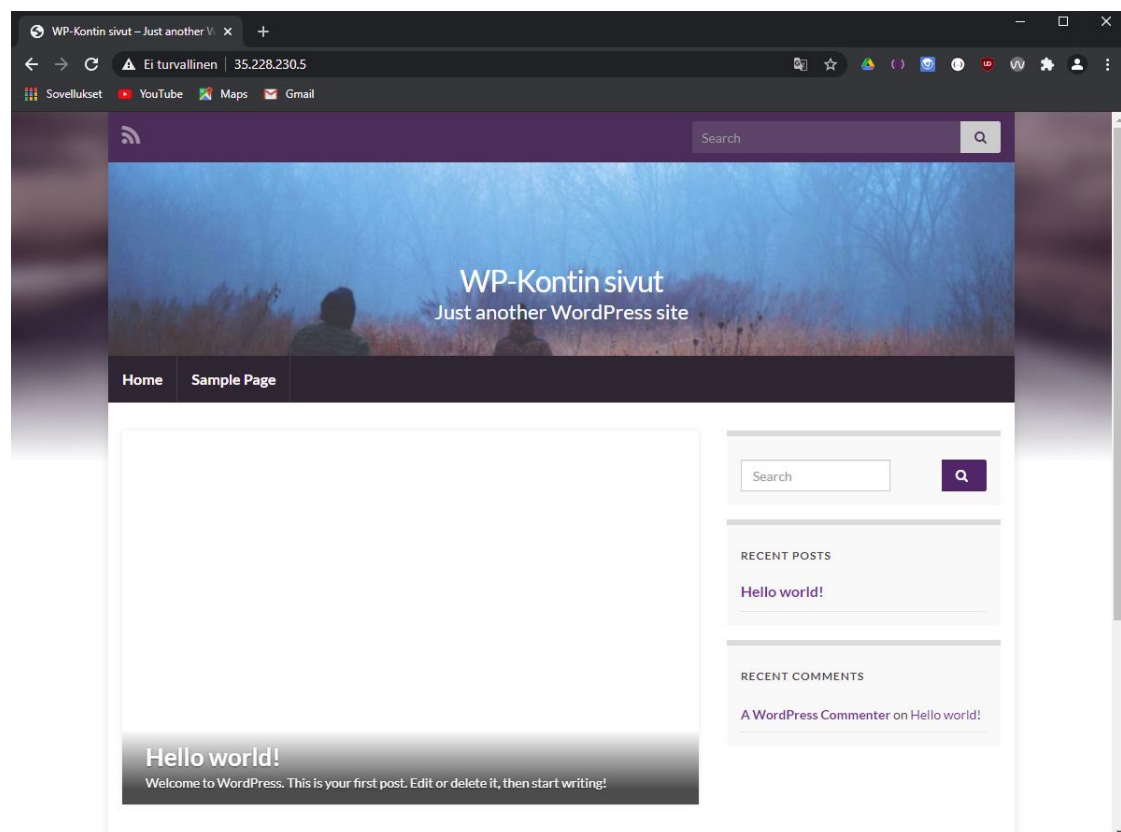 WP-Kontin sivut – Just another W
Ei turvallinen | 35.228.230.5
Sovellukset YouTube Maps Gmail
Search
WP-Kontin sivut
Just another WordPress site
Home Sample Page
Search
RECENT POSTS
Hello world!
RECENT COMMENTS
A WordPress Commenter on Hello world!
Hello world!
Welcome to WordPress. This is your first post. Edit or delete it, then start writing!